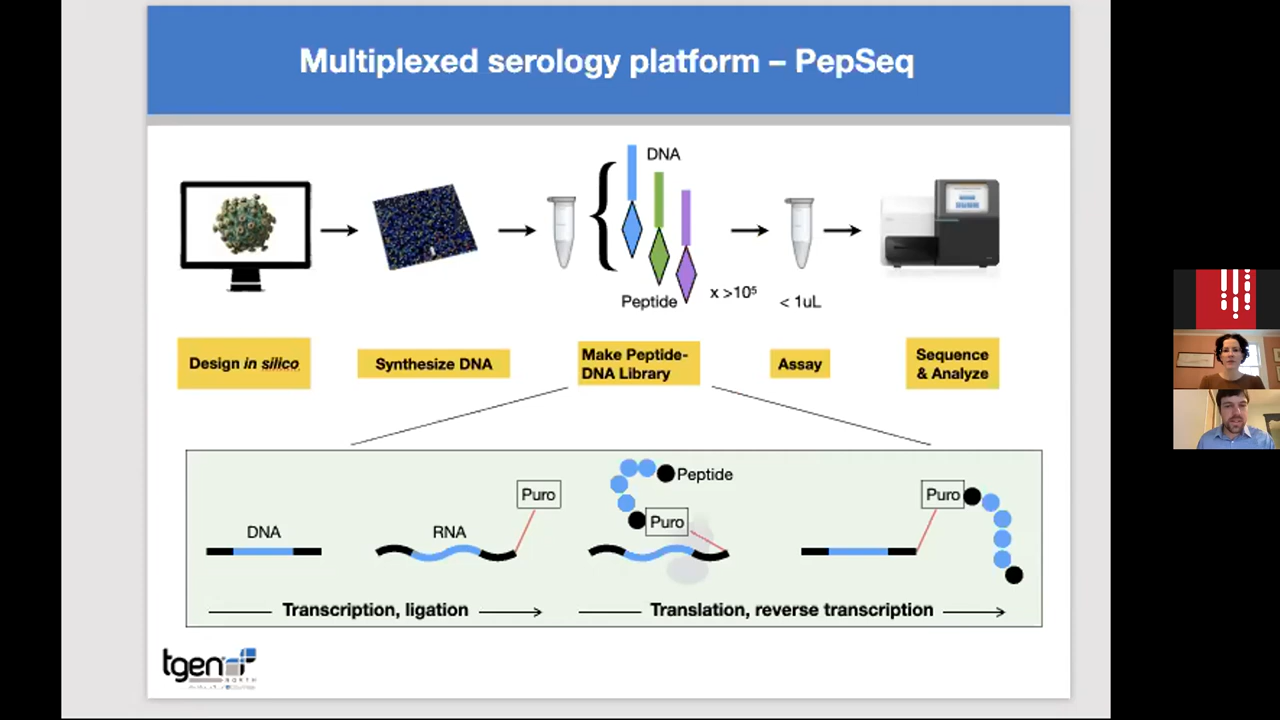 Multiplexed serology platform – PepSeq
DNA
Peptide
x >10⁵
< 1uL
Design in silico
Synthesize DNA
Make Peptide-
DNA Library
Assay
Sequence
& Analyze
DNA
RNA
Puro
Peptide
Puro
Puro
Transcription, ligation
Translation, reverse transcription
tgen
NORTH